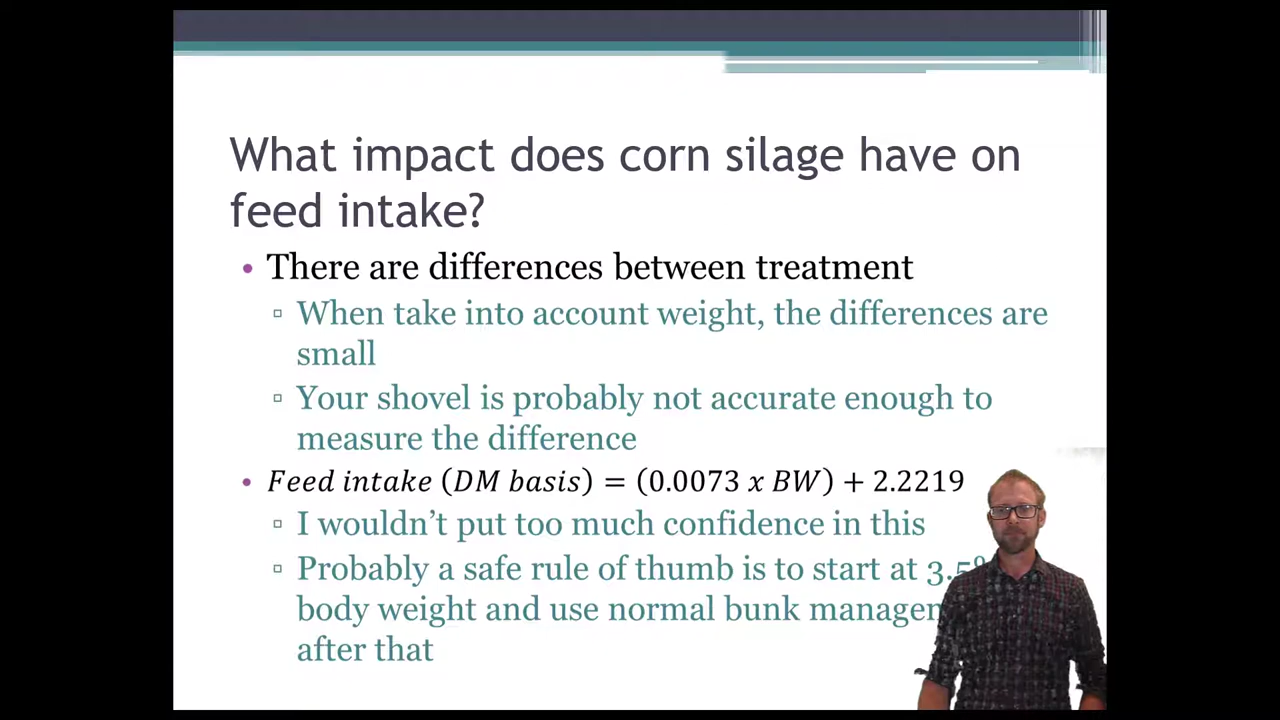 What impact does corn silage have on
feed intake?
• There are differences between treatment
▫ When take into account weight, the differences are
small
▫ Your shovel is probably not accurate enough to
measure the difference
• Feed intake (DM basis) = (0.0073 x BW) + 2.2219
▫ I wouldn't put too much confidence in this
▫ Probably a safe rule of thumb is to start at 3.5%
body weight and use normal bunk
after that